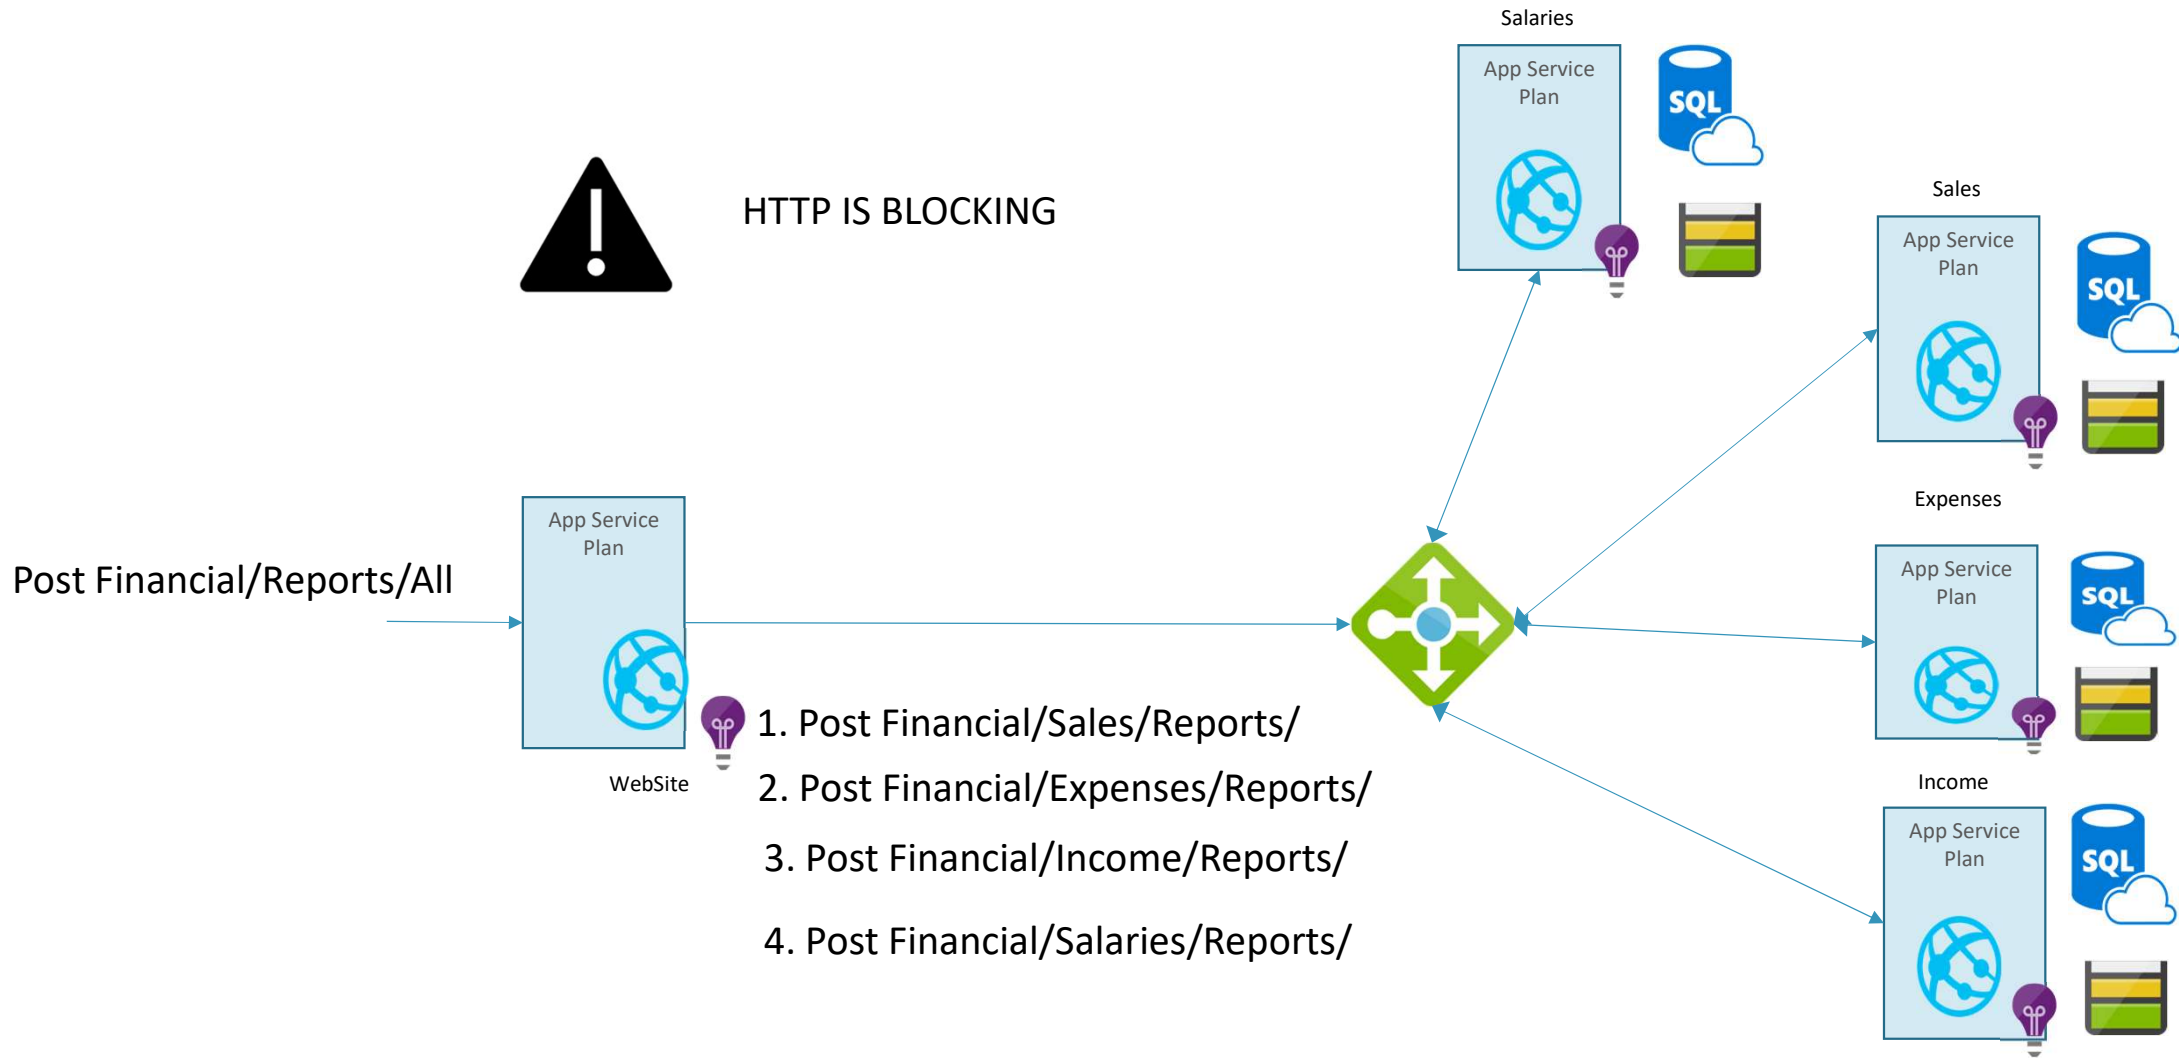 Salaries
App Service
Plan
SQL
HTTP IS BLOCKING
Sales
App Service
Plan
SQL
Expenses
App Service
Plan
SQL
App Service
Plan
Post Financial/Reports/All
WebSite
1. Post Financial/Sales/Reports/
2. Post Financial/Expenses/Reports/
3. Post Financial/Income/Reports/
4. Post Financial/Salaries/Reports/
Income
App Service
Plan
SQL